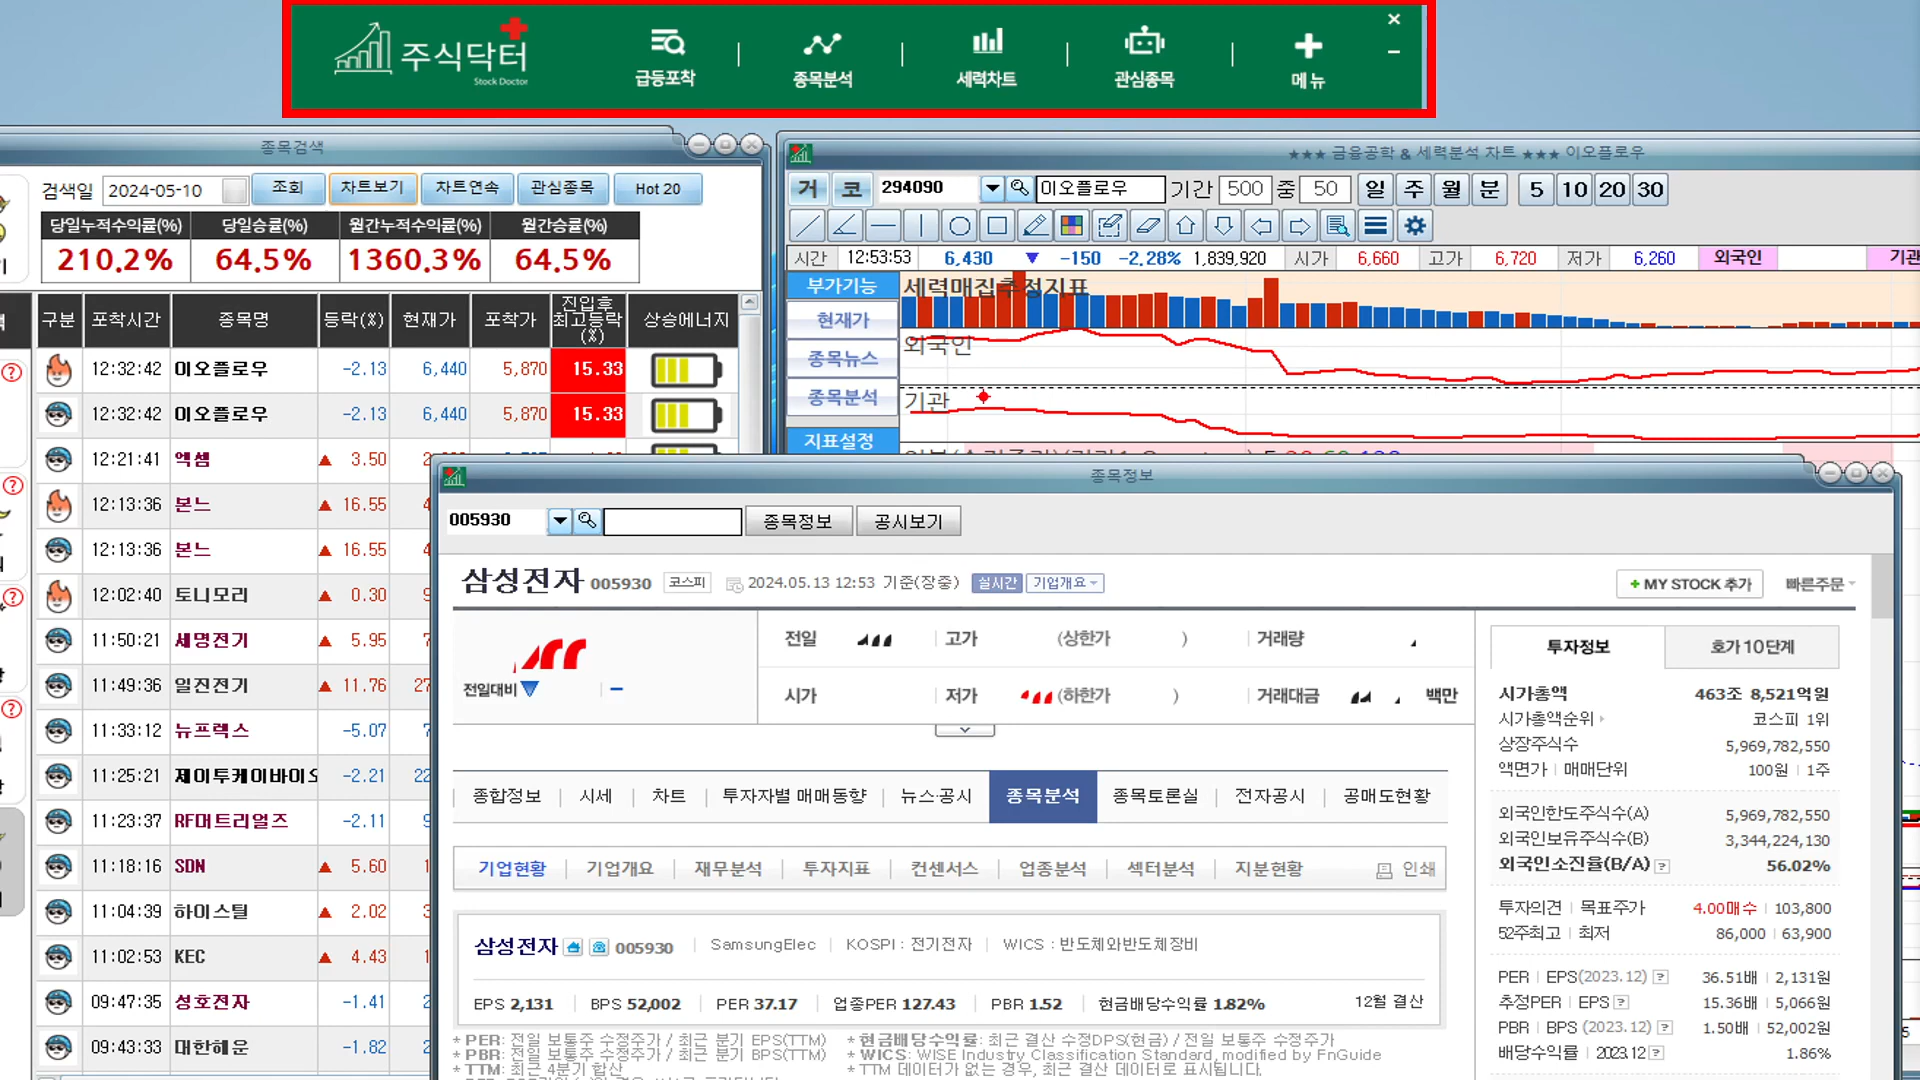 주식닥터
Stock Doctor
급등포착
종목분석
세력차트
관심종목
메뉴
종목검색
검색일 2024-05-10 조회 차트보기 차트연속 관심종목 Hot 20
당일누적수익률(%) 당일승률(%) 월간누적수익률(%) 월간승률(%)
210.2% 64.5% 1360.3% 64.5%
구분 포착시간 종목명 등락(%) 현재가 포착가 진입후 최고등락 (%) 상승에너지
12:32:42 이오플로우 -2.13 6,440 5,870 15.33
12:32:42 이오플로우 -2.13 6,440 5,870 15.33
12:21:41 엑셈 ▲ 3.50
12:13:36 본느 ▲ 16.55
12:13:36 본느 ▲ 16.55
12:02:40 토니모리 ▲ 0.30
11:50:21 세명전기 ▲ 5.95
11:49:36 일진전기 ▲ 11.76
11:33:12 뉴프렉스 -5.07
11:25:21 제이투케이바이오 -2.21
11:23:37 RF머트리얼즈 -2.11
11:18:16 SDN ▲ 5.60
11:04:39 하이스틸 ▲ 2.02
11:02:53 KEC ▲ 4.43
09:47:35 성호전자 -1.41
09:43:33 대한해운 -1.82
★★★ 금융공학 & 세력분석 차트 ★★★ 이오플로우
거 코 294090 이오플로우 기간 500 중 50 일 주 월 분 5 10 20 30
시간 12:53:53 6,430 ▼ -150 -2.28% 1,839,920 시가 6,660 고가 6,720 저가 6,260 외국인 기관
부가기능
현재가
종목뉴스
종목분석
지표설정
세력매집추정지표
외국인
기관
종목정보
005930 종목정보 공시보기
삼성전자 005930 코스피 2024.05.13 12:53 기준(장중) 실시간 기업개요
+ MY STOCK 추가 빠른주문
전일대비 ▼
전일 고가 (상한가 ) 거래량
시가 저가 (하한가 ) 거래대금 백만
종합정보 시세 차트 투자자별 매매동향 뉴스·공시 종목분석 종목토론실 전자공시 공매도현황
기업현황 기업개요 재무분석 투자지표 컨센서스 업종분석 섹터분석 지분현황 인쇄
삼성전자 005930 SamsungElec KOSPI : 전기전자 WICS : 반도체와반도체장비
EPS 2,131 BPS 52,002 PER 37.17 업종PER 127.43 PBR 1.52 현금배당수익률 1.82% 12월 결산
* PER: 전일 보통주 수정주가 / 최근 분기 EPS(TTM) * 현금배당수익률: 최근 결산 수정DPS(현금) / 전일 보통주 수정주가
* PBR: 전일 보통주 수정주가 / 최근 분기 BPS(TTM) * WICS: WISE Industry Classification Standard, modified by FnGuide
* TTM: 최근 4분기 합산 * TTM 데이터가 없는 경우, 최근 결산 데이터로 표시됩니다.
투자정보 호가 10단계
시가총액 463조 8,521억원
시가총액순위 코스피 1위
상장주식수 5,969,782,550
액면가 | 매매단위 100원 | 1주
외국인한도주식수(A) 5,969,782,550
외국인보유주식수(B) 3,344,224,130
외국인소진율(B/A) ? 56.02%
투자의견 | 목표주가 4.00매수 | 103,800
52주최고 | 최저 86,000 | 63,900
PER | EPS(2023.12) ? 36.51배 | 2,131원
추정PER | EPS ? 15.36배 | 5,066원
PBR | BPS (2023.12) ? 1.50배 | 52,002원
배당수익률 | 2023.12 ? 1.86%